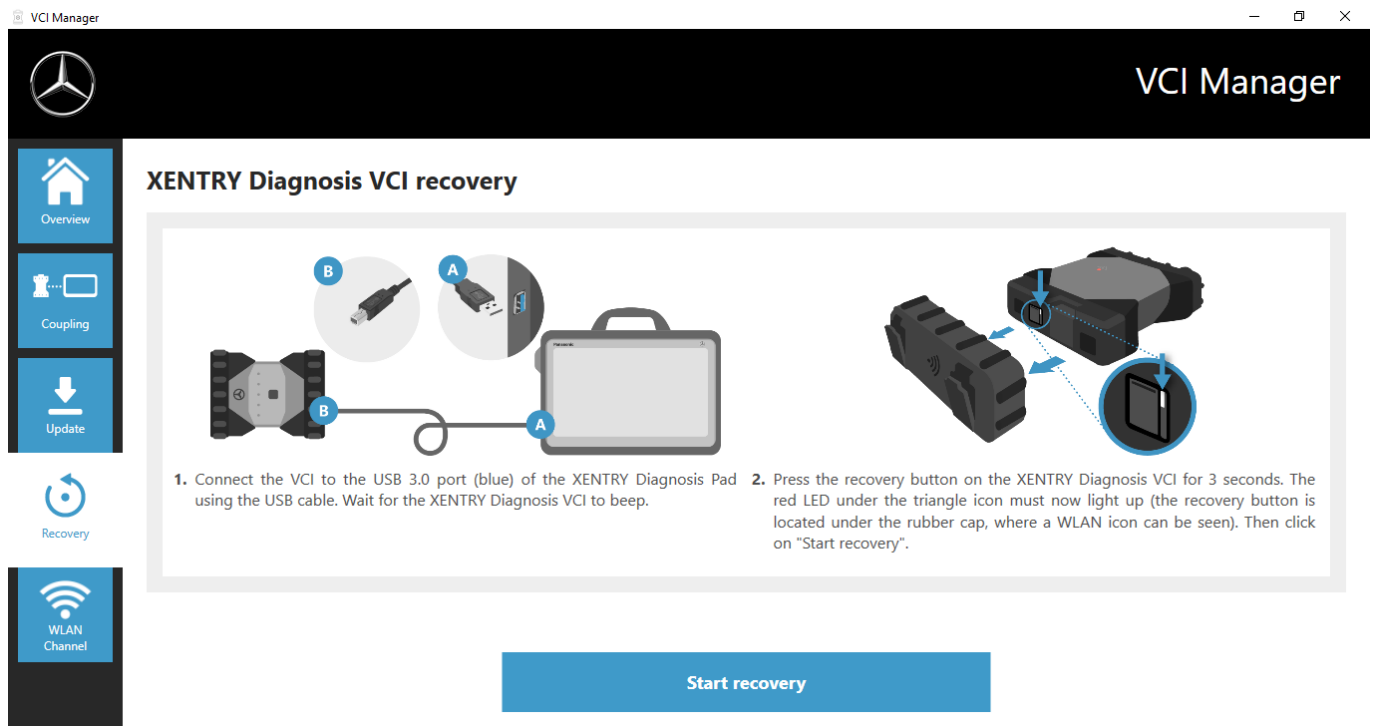 VCI Manager
VCI Manager
Overview
Coupling
Update
Recovery
WLAN
Channel
XENTRY Diagnosis VCI recovery
B
A
Panasonic
B
A
1. Connect the VCI to the USB 3.0 port (blue) of the XENTRY Diagnosis Pad
using the USB cable. Wait for the XENTRY Diagnosis VCI to beep.
2. Press the recovery button on the XENTRY Diagnosis VCI for 3 seconds. The
red LED under the triangle icon must now light up (the recovery button is
located under the rubber cap, where a WLAN icon can be seen). Then click
on "Start recovery".
Start recovery